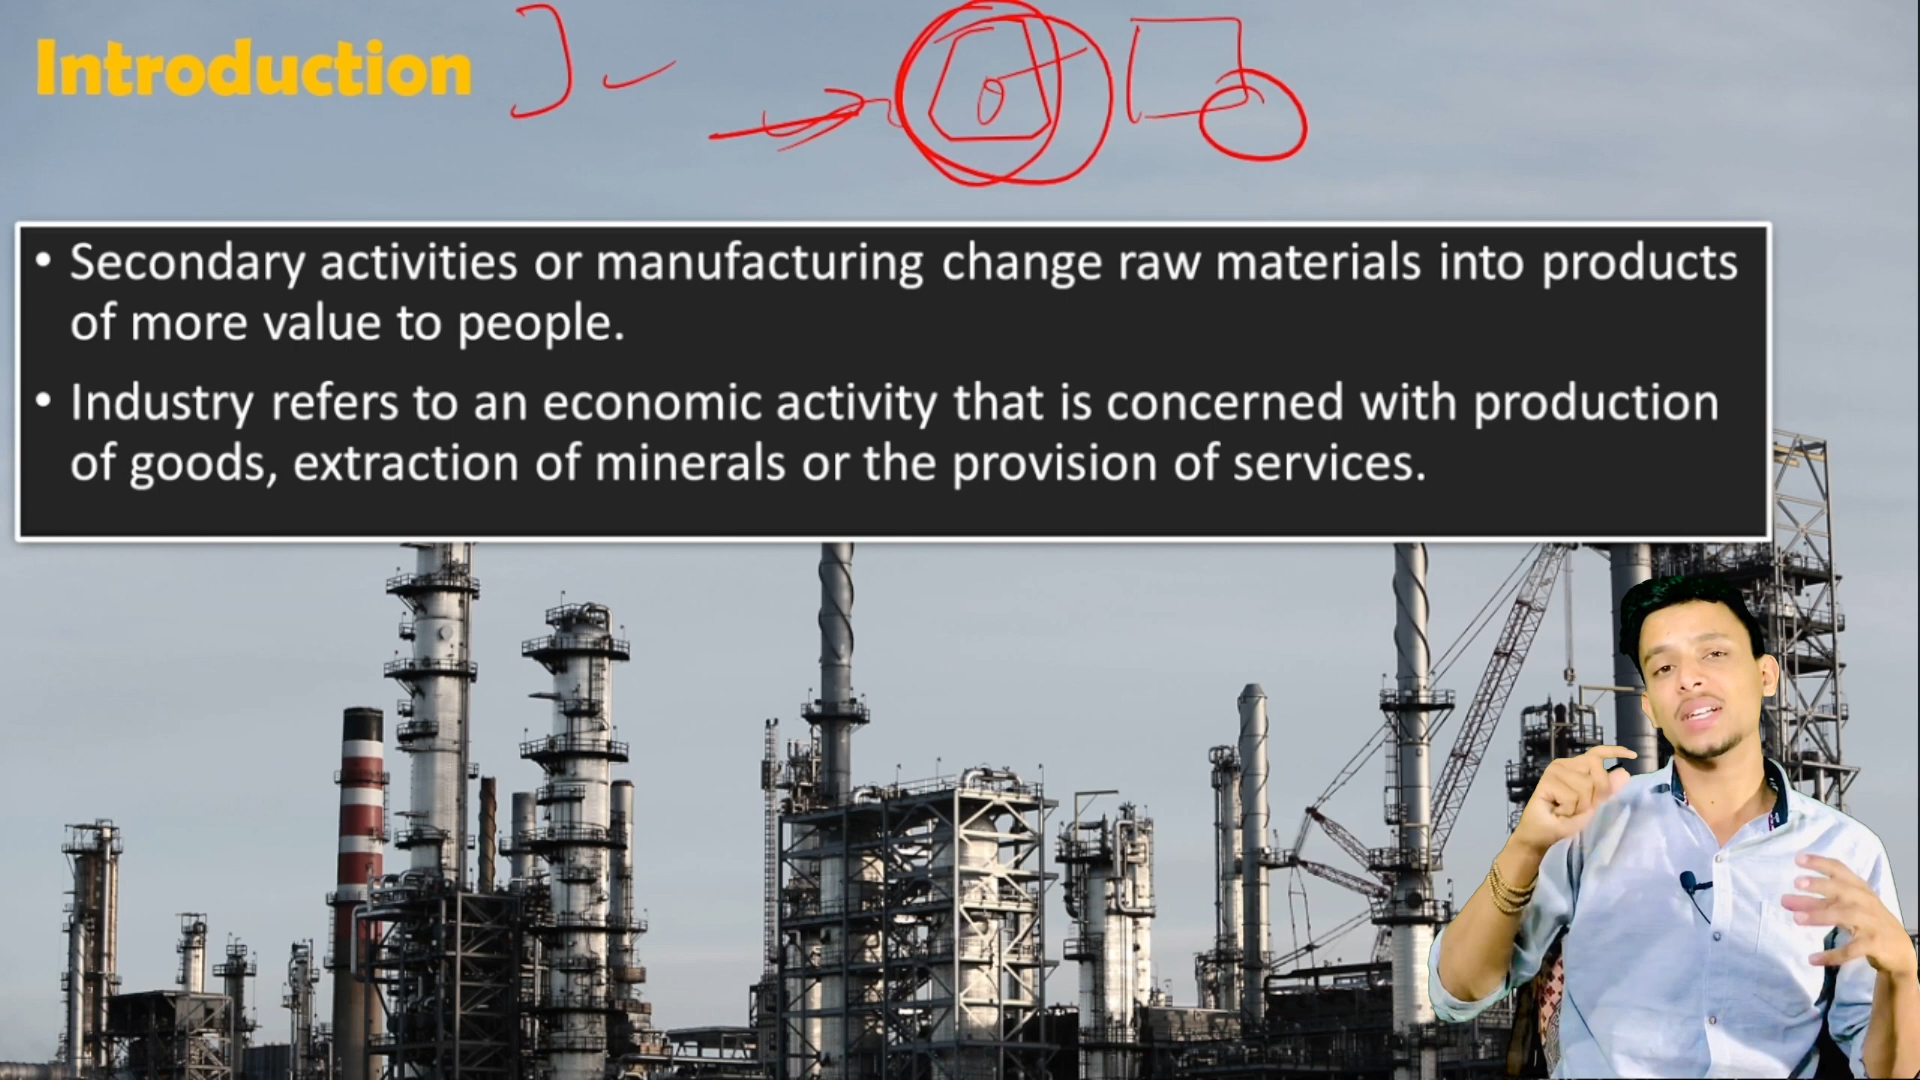 Introduction
• Secondary activities or manufacturing change raw materials into products
of more value to people.
• Industry refers to an economic activity that is concerned with production
of goods, extraction of minerals or the provision of services.